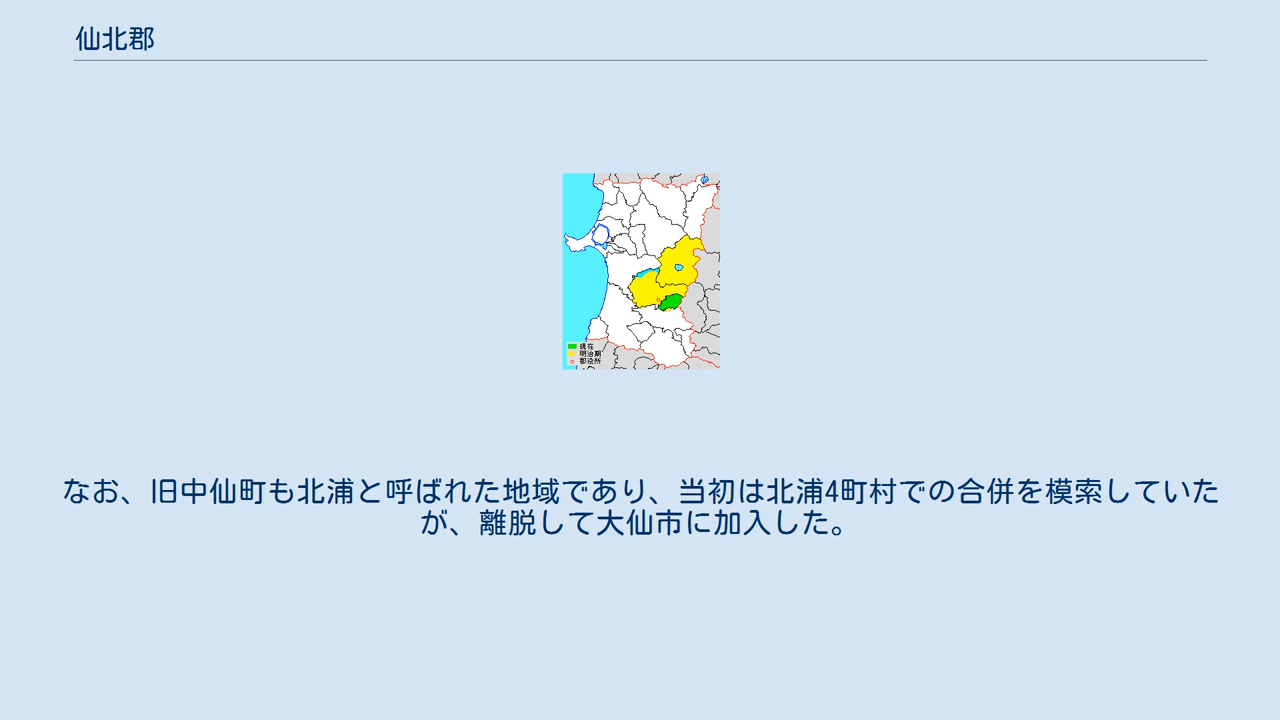 仙北郡
現在
明治期
郡役所
なお、旧中仙町も北浦と呼ばれた地域であり、当初は北浦4町村での合併を模索していた
が、離脱して大仙市に加入した。